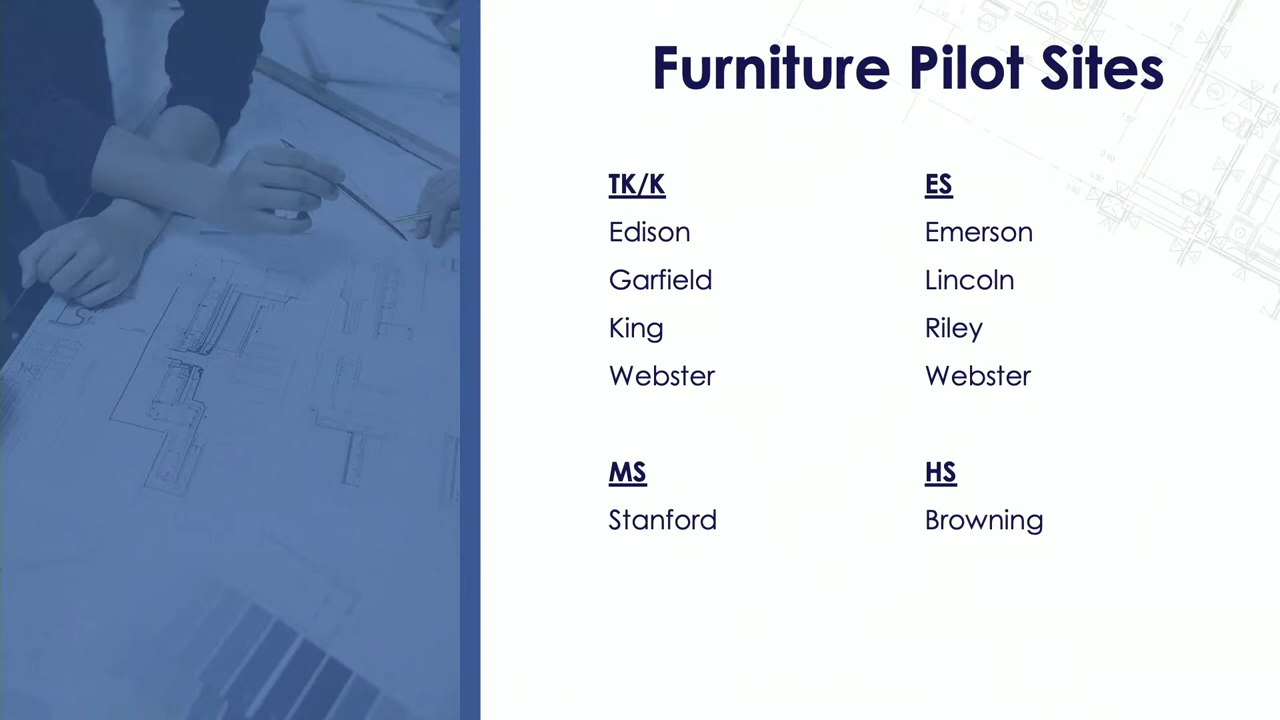 Furniture Pilot Sites
TK/K
Edison
Garfield
King
Webster
ES
Emerson
Lincoln
Riley
Webster
MS
Stanford
HS
Browning